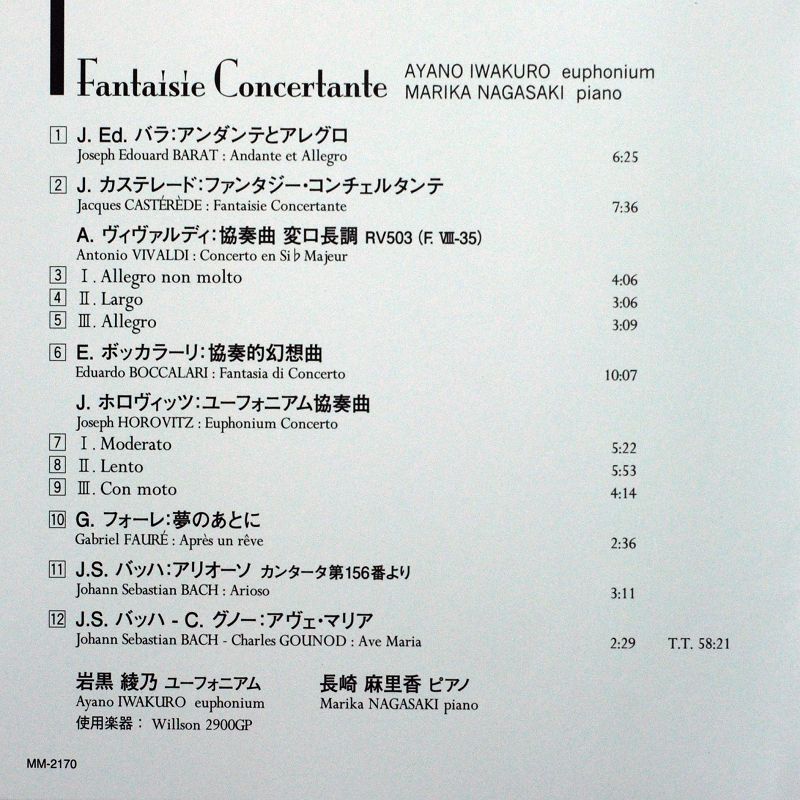 Fantaisie Concertante
AYANO IWAKURO euphonium
MARIKA NAGASAKI piano
1 J. Ed. バラ:アンダンテとアレグロ
Joseph Edouard BARAT : Andante et Allegro 6:25
2 J. カステレード:ファンタジー・コンチェルタンテ
Jacques CASTÉRÈDE : Fantaisie Concertante 7:36
A. ヴィヴァルディ:協奏曲 変ロ長調 RV503 (F. Ⅷ-35)
Antonio VIVALDI : Concerto en Si♭Majeur
3 Ⅰ. Allegro non molto 4:06
4 Ⅱ. Largo 3:06
5 Ⅲ. Allegro 3:09
6 E. ボッカラーリ:協奏的幻想曲
Eduardo BOCCALARI : Fantasia di Concerto 10:07
J. ホロヴィッツ:ユーフォニアム協奏曲
Joseph HOROVITZ : Euphonium Concerto
7 Ⅰ. Moderato 5:22
8 Ⅱ. Lento 5:53
9 Ⅲ. Con moto 4:14
10 G. フォーレ:夢のあとに
Gabriel FAURÉ : Après un rêve 2:36
11 J.S. バッハ:アリオーソ カンタータ第156番より
Johann Sebastian BACH : Arioso 3:11
12 J.S. バッハ - C. グノー:アヴェ・マリア
Johann Sebastian BACH - Charles GOUNOD : Ave Maria 2:29 T.T. 58:21
岩黒 綾乃 ユーフォニアム
Ayano IWAKURO euphonium
使用楽器: Willson 2900GP
長崎 麻里香 ピアノ
Marika NAGASAKI piano
MM-2170